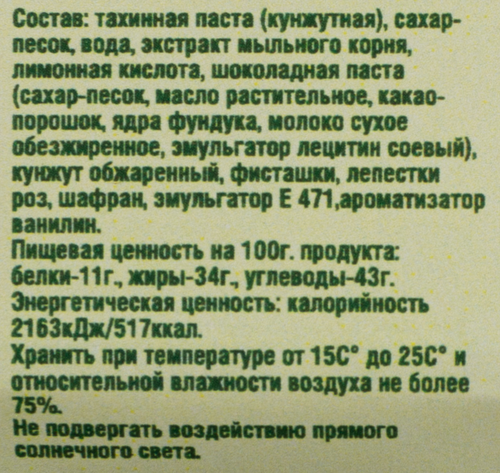 Состав: тахинная паста (кунжутная), сахар-
песок, вода, экстракт мыльного корня,
лимонная кислота, шоколадная паста
(сахар-песок, масло растительное, какао-
порошок, ядра фундука, молоко сухое
обезжиренное, эмульгатор лецитин соевый),
кунжут обжаренный, фисташки, лепестки
роз, шафран, эмульгатор Е 471,ароматизатор
ванилин.
Пищевая ценность на 100г. продукта:
белки-11г., жиры-34г., углеводы-43г.
Энергетическая ценность: калорийность
2163кДж/517ккал.
Хранить при температуре от 15С° до 25С° и
относительной влажности воздуха не более
75%.
Не подвергать воздействию прямого
солнечного света.